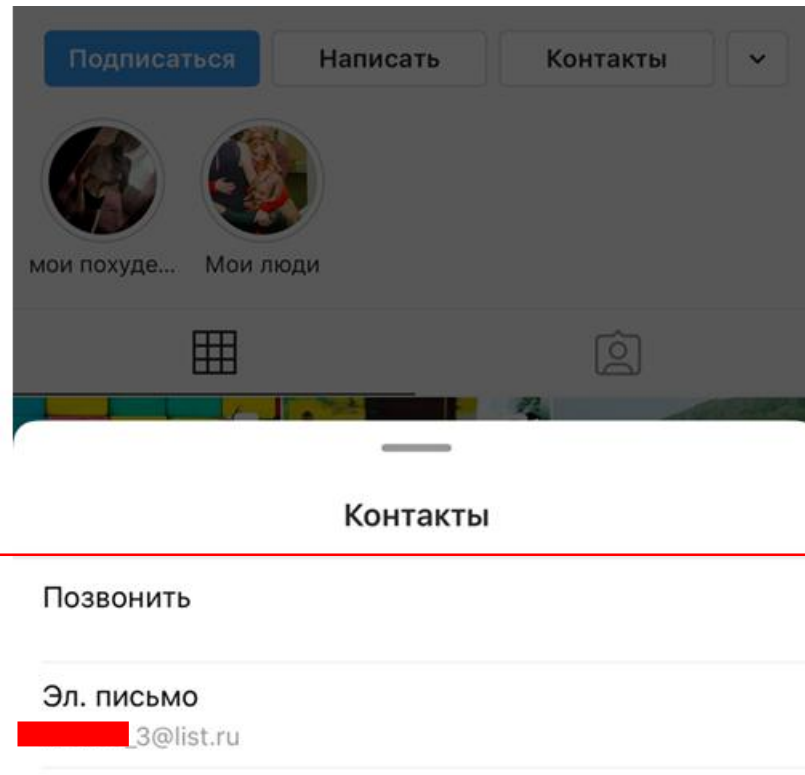 Подписаться Написать Контакты
мои похуде... Мои люди
Контакты
Позвонить
Эл. письмо
_3@list.ru